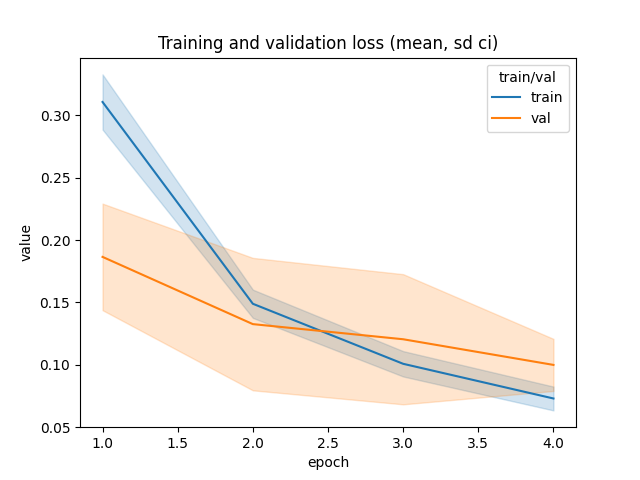 Training and validation loss (mean, sd ci)
train/val
train
val
value
0.30
0.25
0.20
0.15
0.10
0.05
1.0 1.5 2.0 2.5 3.0 3.5 4.0
epoch